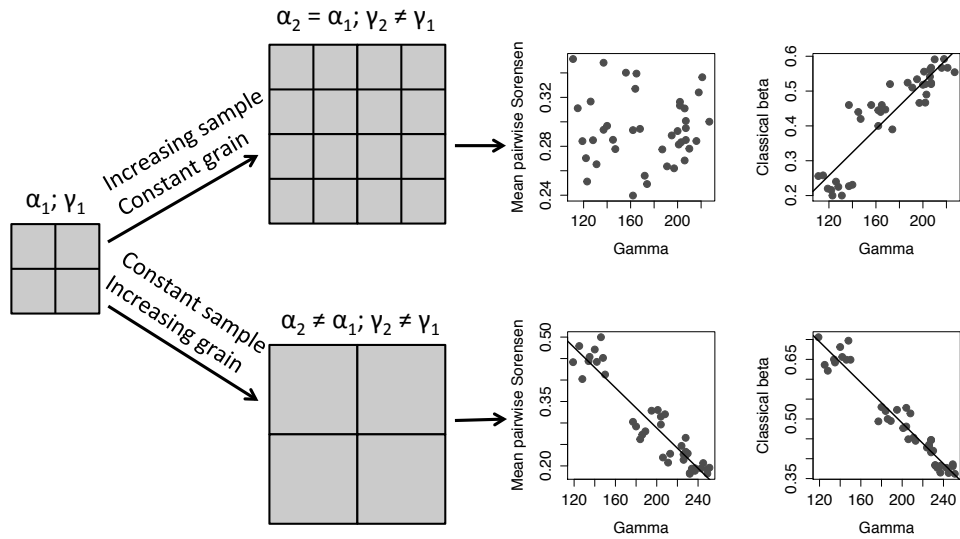 α₂ = α₁; γ₂ ≠ γ₁
Increasing sample
Constant grain
α₁; γ₁
Constant sample
Increasing grain
α₂ ≠ α₁; γ₂ ≠ γ₁
Mean pairwise Sorensen
0.24 0.28 0.32
120 160 200
Gamma
Classical beta
0.2 0.3 0.4 0.5 0.6
120 160 200
Gamma
Mean pairwise Sorensen
0.20 0.35 0.50
120 160 200 240
Gamma
Classical beta
0.35 0.50 0.65
120 160 200 240
Gamma